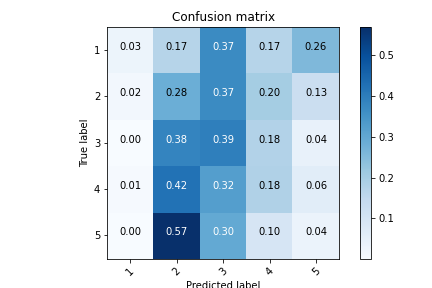 Confusion matrix
1 0.03 0.17 0.37 0.17 0.26
2 0.02 0.28 0.37 0.20 0.13
3 0.00 0.38 0.39 0.18 0.04
4 0.01 0.42 0.32 0.18 0.06
5 0.00 0.57 0.30 0.10 0.04
1 2 3 4 5
True label
Predicted label
0.5
0.4
0.3
0.2
0.1